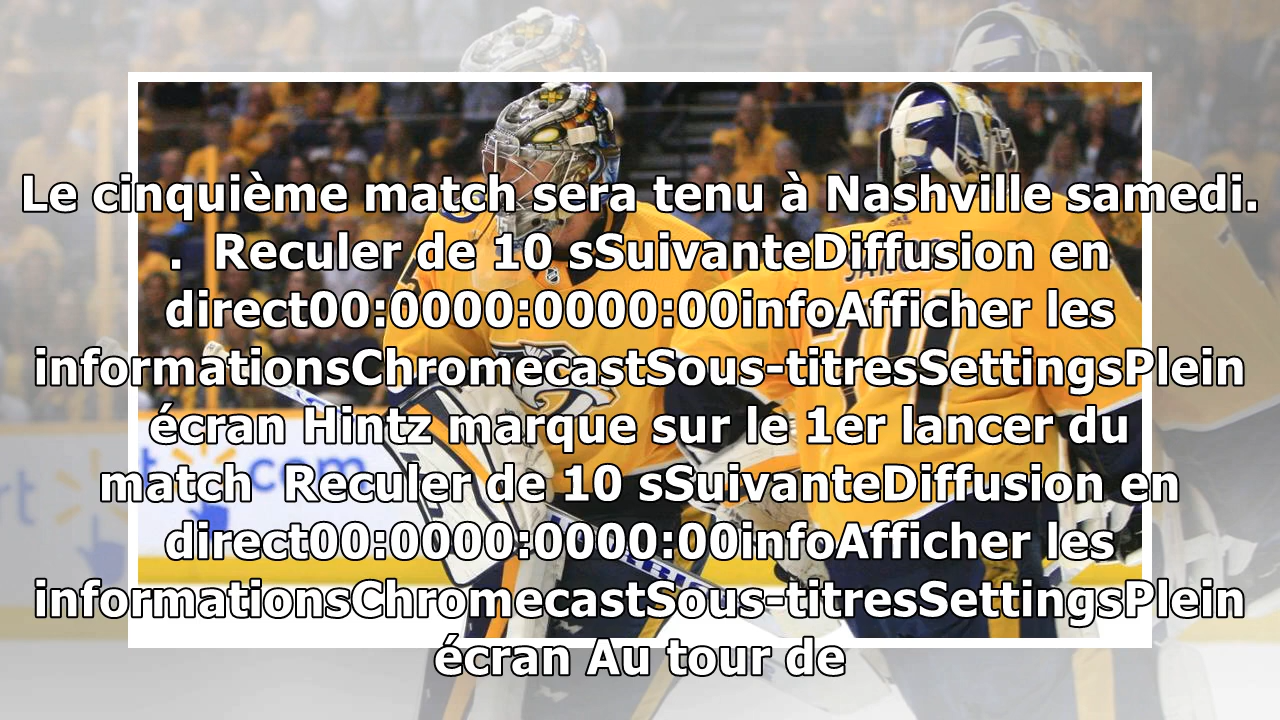 Le cinquième match sera tenu à Nashville samedi.
.  Reculer de 10 sSuivanteDiffusion en
direct00:0000:0000:00infoAfficher les
informationsChromecastSous-titresSettingsPlein
écran Hintz marque sur le 1er lancer du
match  Reculer de 10 sSuivanteDiffusion en
direct00:0000:0000:00infoAfficher les
informationsChromecastSous-titresSettingsPlein
écran Au tour de